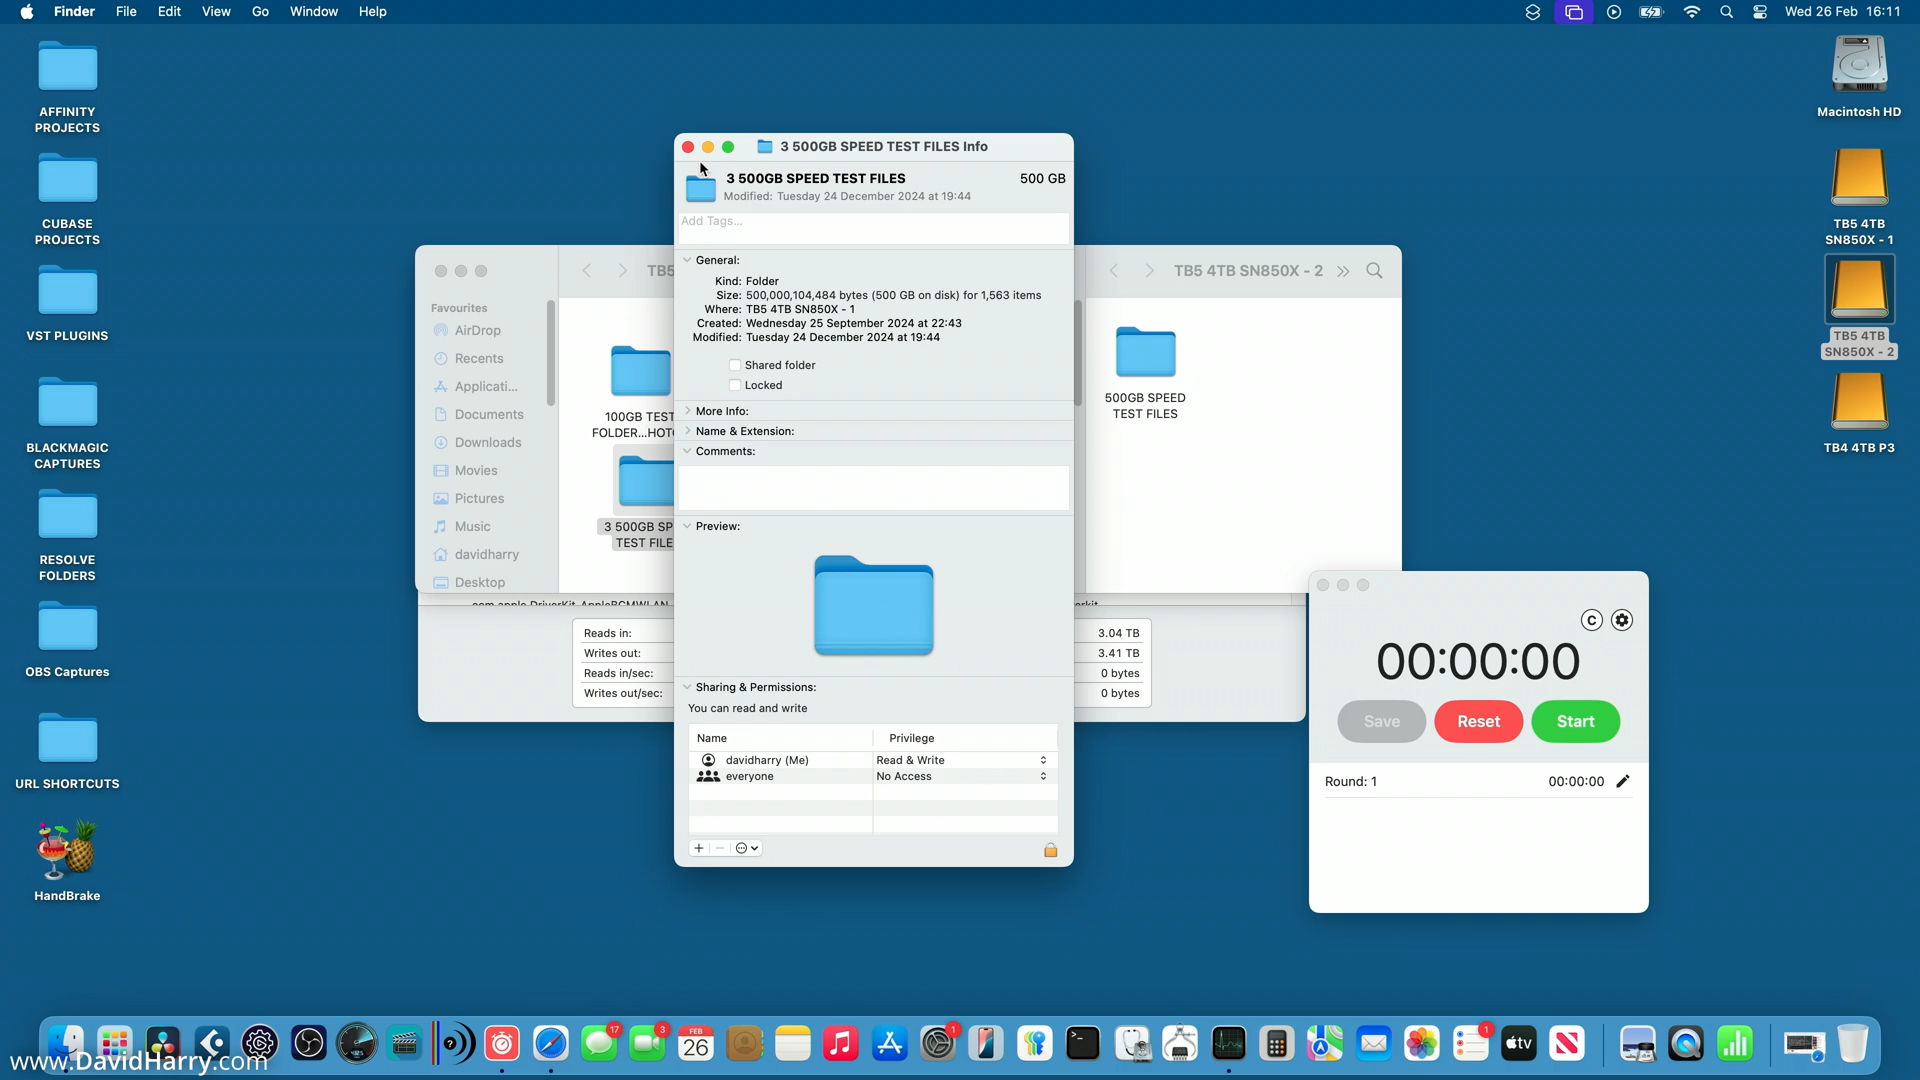 Finder File Edit View Go Window Help
Wed 26 Feb 16:11
AFFINITY
PROJECTS
CUBASE
PROJECTS
VST PLUGINS
BLACKMAGIC
CAPTURES
RESOLVE
FOLDERS
OBS Captures
URL SHORTCUTS
HandBrake
Macintosh HD
TB5 4TB
SN850X - 1
TB5 4TB
SN850X - 2
TB4 4TB P3
3 500GB SPEED TEST FILES Info
3 500GB SPEED TEST FILES 500 GB
Modified: Tuesday 24 December 2024 at 19:44
Add Tags...
General:
Kind: Folder
Size: 500,000,104,484 bytes (500 GB on disk) for 1,563 items
Where: TB5 4TB SN850X - 1
Created: Wednesday 25 September 2024 at 22:43
Modified: Tuesday 24 December 2024 at 19:44
Shared folder
Locked
More Info:
Name & Extension:
Comments:
Preview:
Sharing & Permissions:
You can read and write
Name Privilege
davidharry (Me) Read & Write
everyone No Access
TB5
Favourites
AirDrop
Recents
Applicati...
Documents
Downloads
Movies
Pictures
Music
davidharry
Desktop
100GB TEST
FOLDER...HOT
3 500GB SP
TEST FILE
TB5 4TB SN850X - 2
500GB SPEED
TEST FILES
Reads in: 3.04 TB
Writes out: 3.41 TB
Reads in/sec: 0 bytes
Writes out/sec: 0 bytes
C
00:00:00
Save Reset Start
Round: 1 00:00:00
17
3
FEB
26
1
1
tv
www.DavidHarry.com